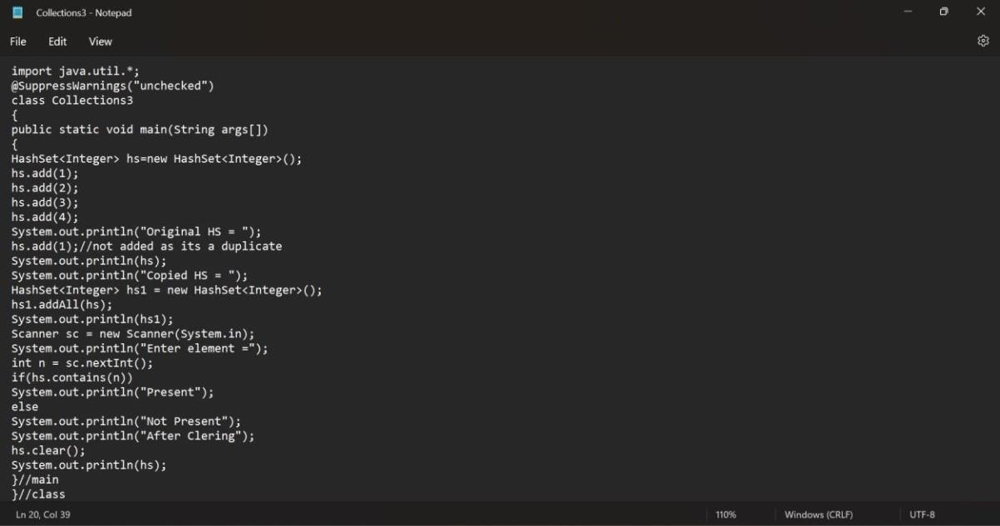 Collections3 - Notepad
File Edit View
import java.util.*;
@SuppressWarnings("unchecked")
class Collections3
{
public static void main(String args[])
{
HashSet<Integer> hs=new HashSet<Integer>();
hs.add(1);
hs.add(2);
hs.add(3);
hs.add(4);
System.out.println("Original HS = ");
hs.add(1);//not added as its a duplicate
System.out.println(hs);
System.out.println("Copied HS = ");
HashSet<Integer> hs1 = new HashSet<Integer>();
hs1.addAll(hs);
System.out.println(hs1);
Scanner sc = new Scanner(System.in);
System.out.println("Enter element =");
int n = sc.nextInt();
if(hs.contains(n))
System.out.println("Present");
else
System.out.println("Not Present");
System.out.println("After Clering");
hs.clear();
System.out.println(hs);
}//main
}//class
Ln 20, Col 39 110% Windows (CRLF) UTF-8